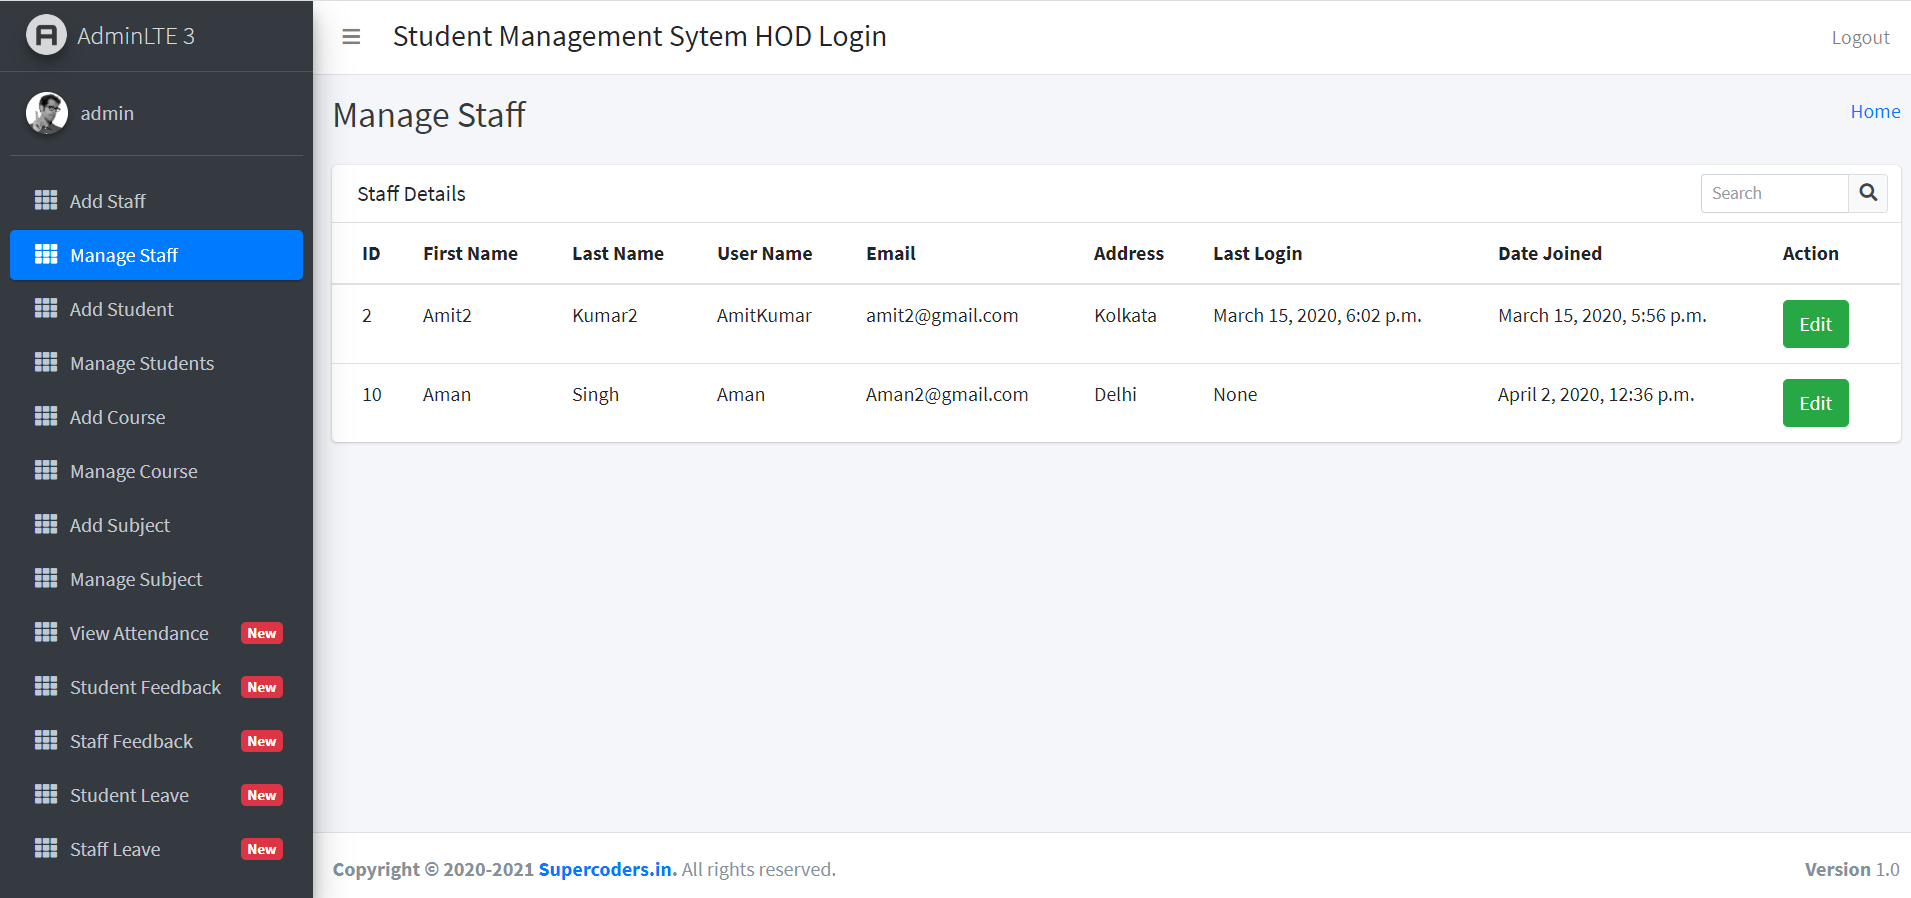 AdminLTE 3
admin
Add Staff
Manage Staff
Add Student
Manage Students
Add Course
Manage Course
Add Subject
Manage Subject
View Attendance New
Student Feedback New
Staff Feedback New
Student Leave New
Staff Leave New
Student Management Sytem HOD Login
Logout
Manage Staff
Home
Staff Details
Search
ID First Name Last Name User Name Email Address Last Login Date Joined Action
2 Amit2 Kumar2 AmitKumar amit2@gmail.com Kolkata March 15, 2020, 6:02 p.m. March 15, 2020, 5:56 p.m. Edit
10 Aman Singh Aman Aman2@gmail.com Delhi None April 2, 2020, 12:36 p.m. Edit
Copyright © 2020-2021 Supercoders.in. All rights reserved.
Version 1.0